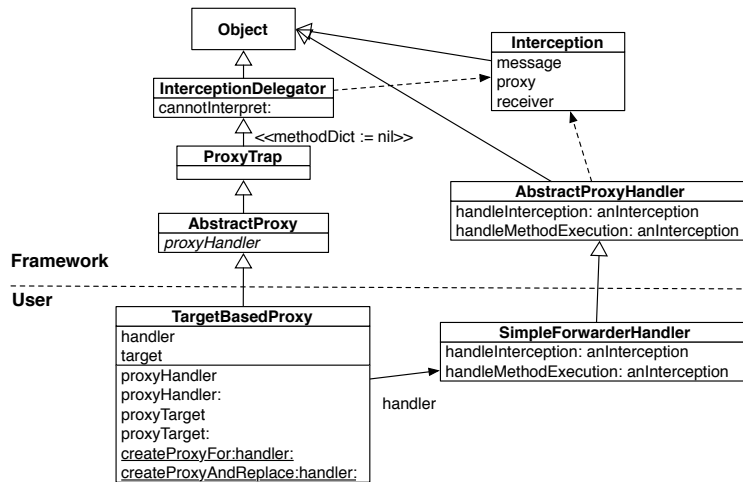 Object
Interception
message
proxy
receiver
InterceptionDelegator
cannotInterpret:
<<methodDict := nil>>
ProxyTrap
AbstractProxyHandler
handleInterception: anInterception
handleMethodExecution: anInterception
AbstractProxy
proxyHandler
Framework
User
TargetBasedProxy
handler
target
proxyHandler
proxyHandler:
proxyTarget
proxyTarget:
createProxyFor:handler:
createProxyAndReplace:handler:
handler
SimpleForwarderHandler
handleInterception: anInterception
handleMethodExecution: anInterception